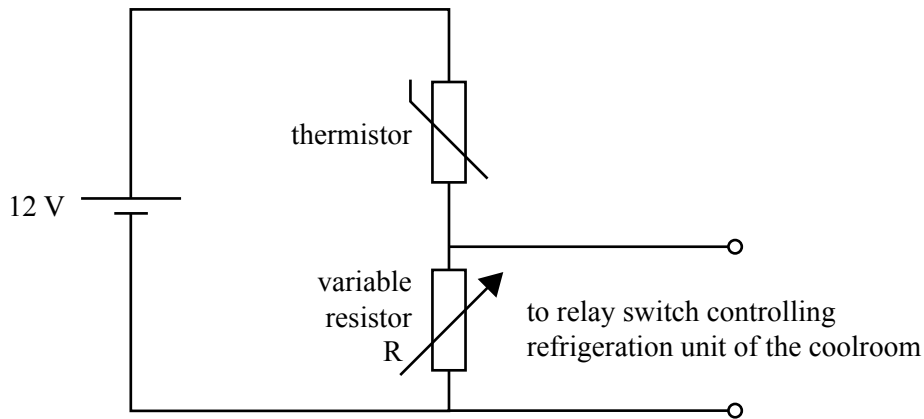 thermistor
12 V
variable
resistor
R
to relay switch controlling
refrigeration unit of the coolroom